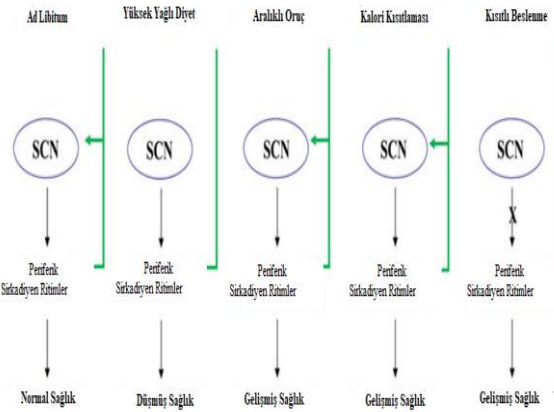 Ad Libitum
Yüksek Yağlı Diyet
Aralıklı Oruç
Kalori Kısıtlaması
Kısıtlı Beslenme
SCN
SCN
SCN
SCN
SCN
X
Periferik
Sirkadiyen Ritimler
Periferik
Sirkadiyen Ritimler
Periferik
Sirkadiyen Ritimler
Periferik
Sirkadiyen Ritimler
Periferik
Sirkadiyen Ritimler
Normal Sağlık
Düşmüş Sağlık
Gelişmiş Sağlık
Gelişmiş Sağlık
Gelişmiş Sağlık